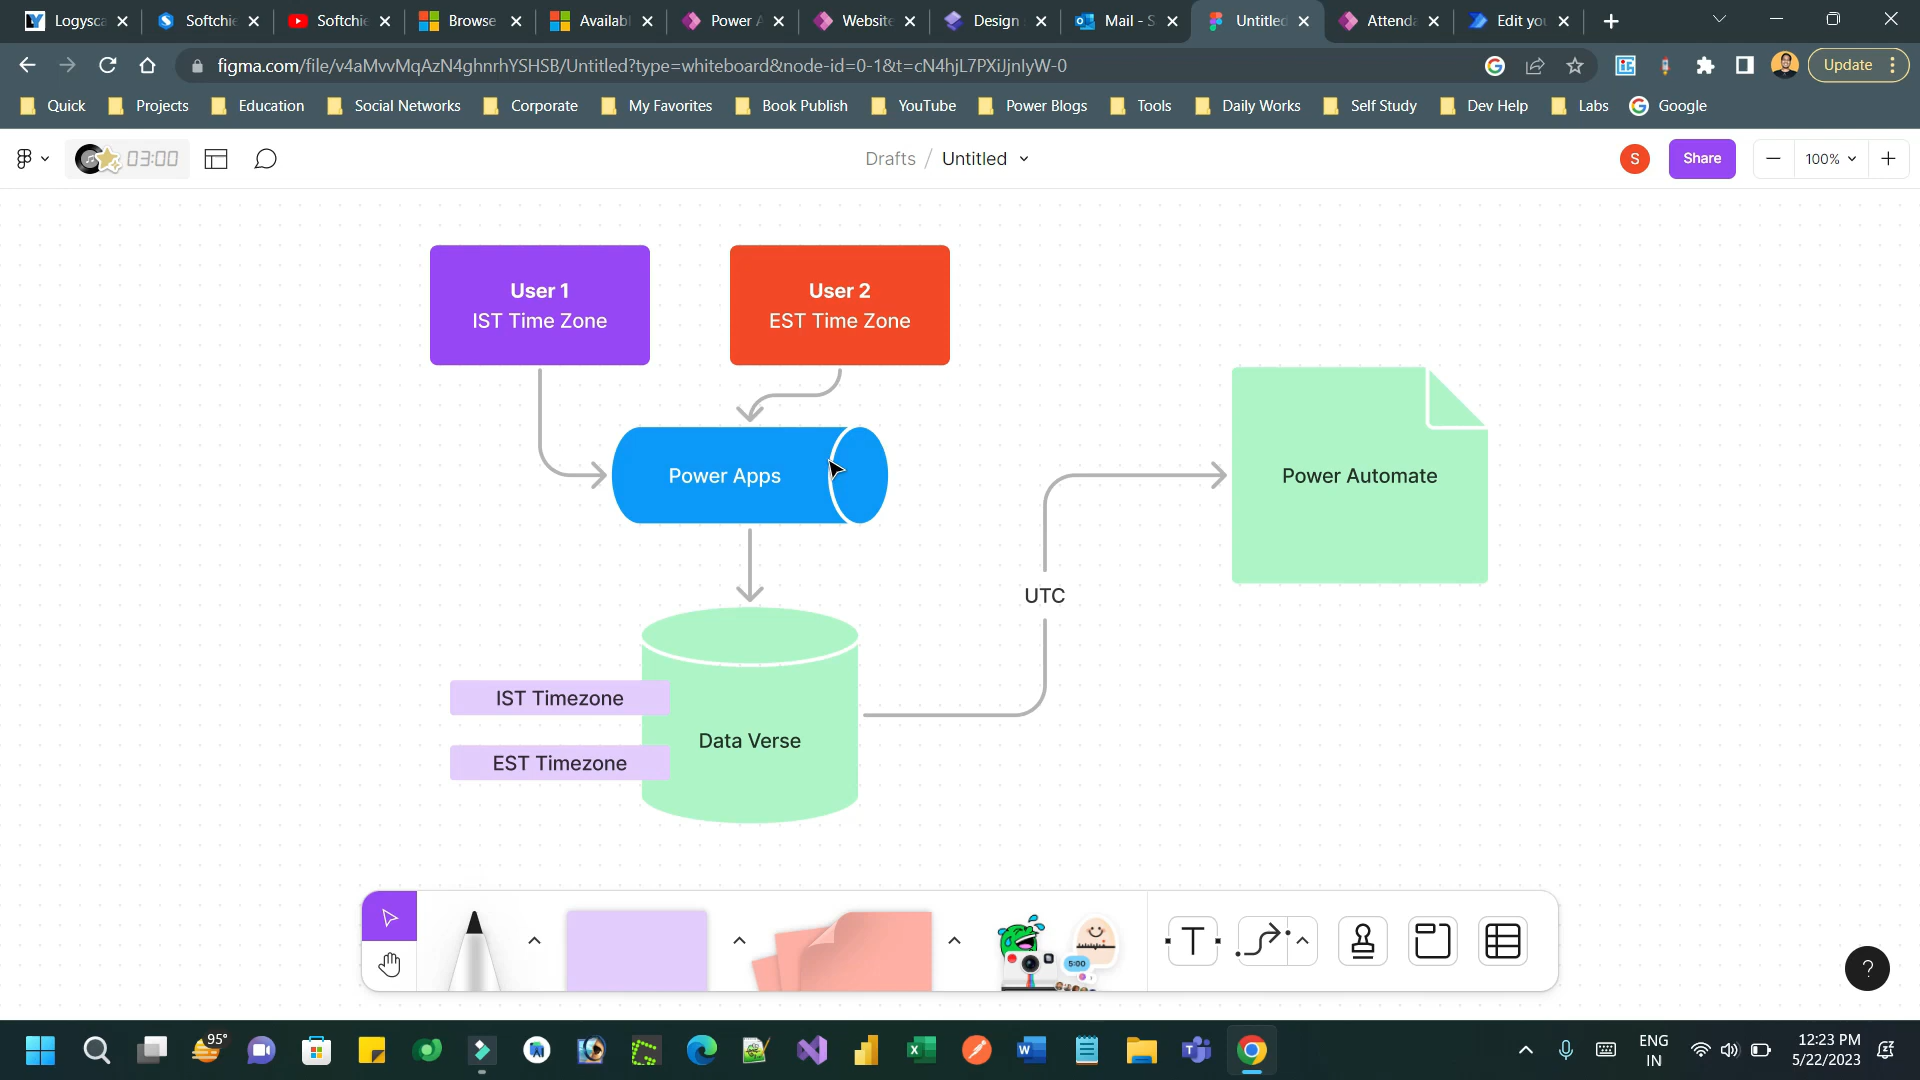 Logysca
Softchie
Softchie
Browse
Availabl
Power A
Website
Design
Mail - S
Untitled
Attenda
Edit you
figma.com/file/v4aMvvMqAzN4ghnrhYSHSB/Untitled?type=whiteboard&node-id=0-1&t=cN4hjL7PXiJjnlyW-0
Update
Quick
Projects
Education
Social Networks
Corporate
My Favorites
Book Publish
YouTube
Power Blogs
Tools
Daily Works
Self Study
Dev Help
Labs
Google
03:00
Drafts / Untitled
S
Share
100%
User 1
IST Time Zone
User 2
EST Time Zone
Power Apps
Power Automate
UTC
IST Timezone
Data Verse
EST Timezone
5:00
T
?
95°
ENG
IN
12:23 PM
5/22/2023